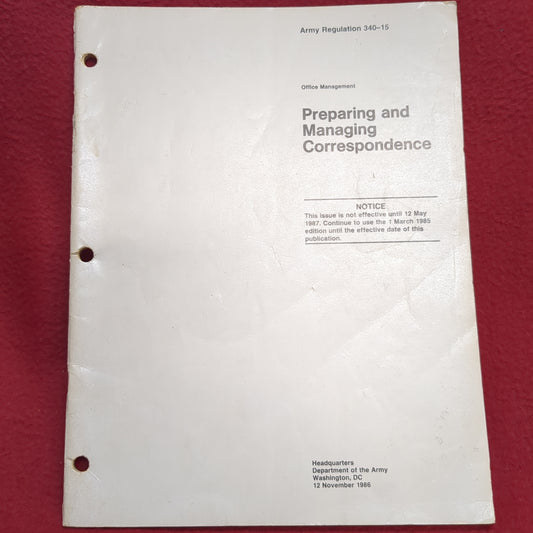 Army Regulation 340–15
Office Management
Preparing and
Managing
Correspondence
NOTICE
This issue is not effective until 12 May
1987. Continue to use the 1 March 1985
edition until the effective date of this
publication.
Headquarters
Department of the Army
Washington, DC
12 November 1986